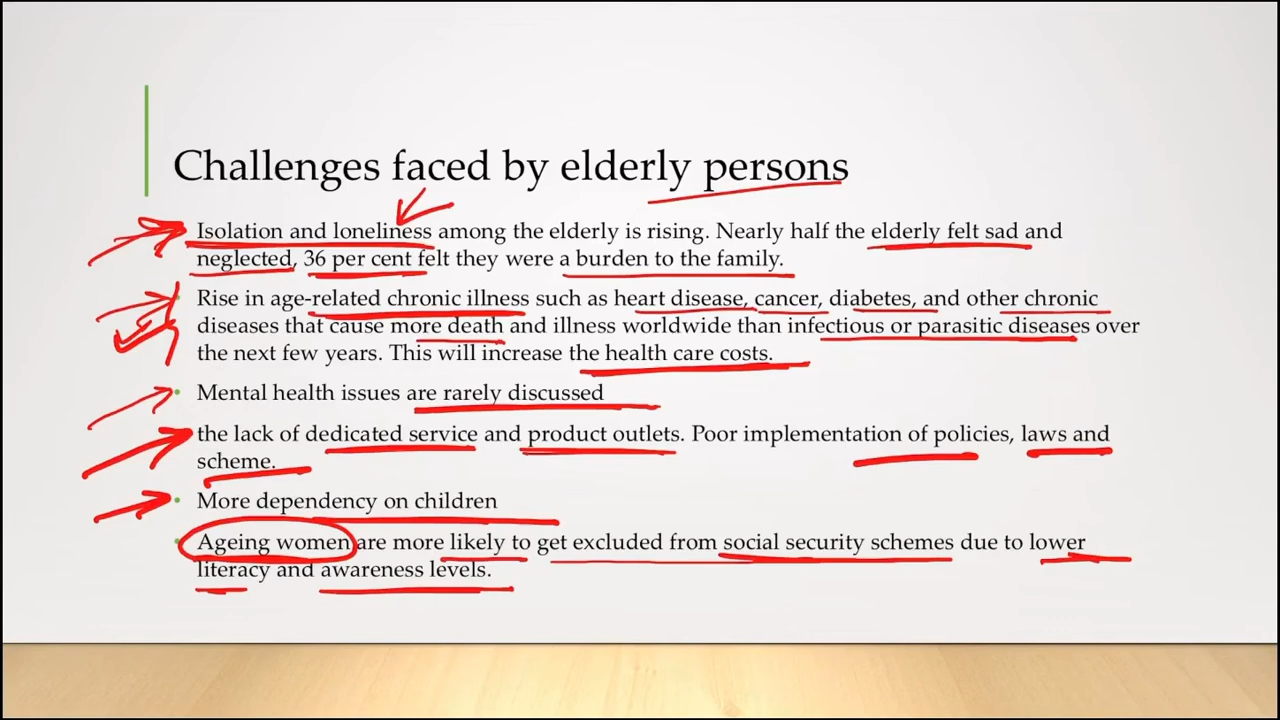 Challenges faced by elderly persons
Isolation and loneliness among the elderly is rising. Nearly half the elderly felt sad and
neglected, 36 per cent felt they were a burden to the family.
Rise in age-related chronic illness such as heart disease, cancer, diabetes, and other chronic
diseases that cause more death and illness worldwide than infectious or parasitic diseases over
the next few years. This will increase the health care costs.
Mental health issues are rarely discussed
the lack of dedicated service and product outlets. Poor implementation of policies, laws and
scheme.
More dependency on children
Ageing women are more likely to get excluded from social security schemes due to lower
literacy and awareness levels.